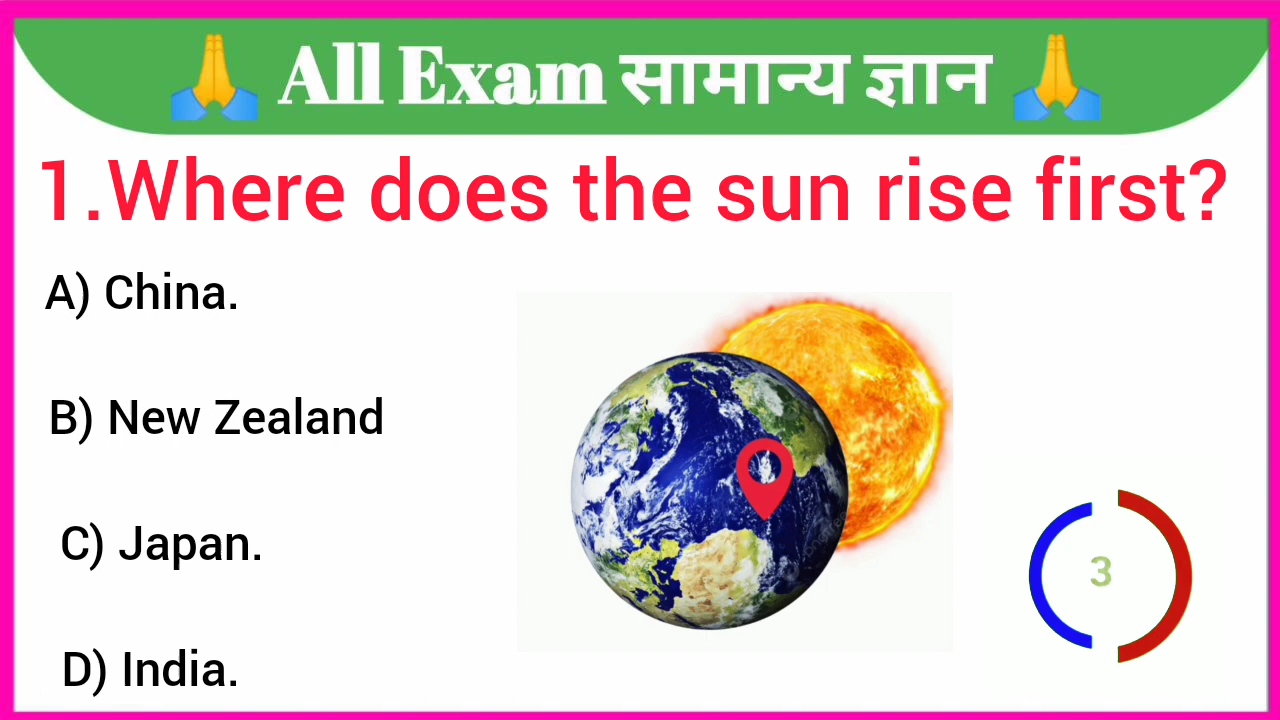 🙏 All Exam सामान्य ज्ञान 🙏
1.Where does the sun rise first?
A) China.
B) New Zealand
C) Japan.
D) India.
3